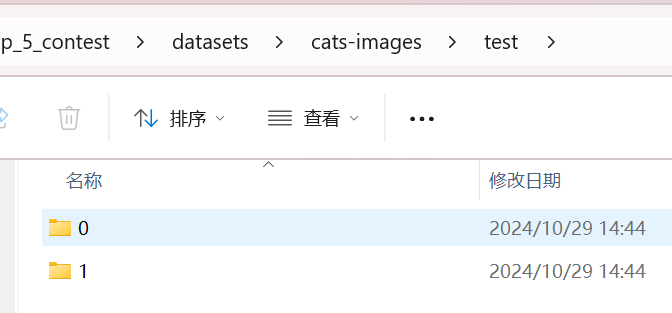 p_5_contest > datasets > cats-images > test >
排序 查看
名称 修改日期
0 2024/10/29 14:44
1 2024/10/29 14:44